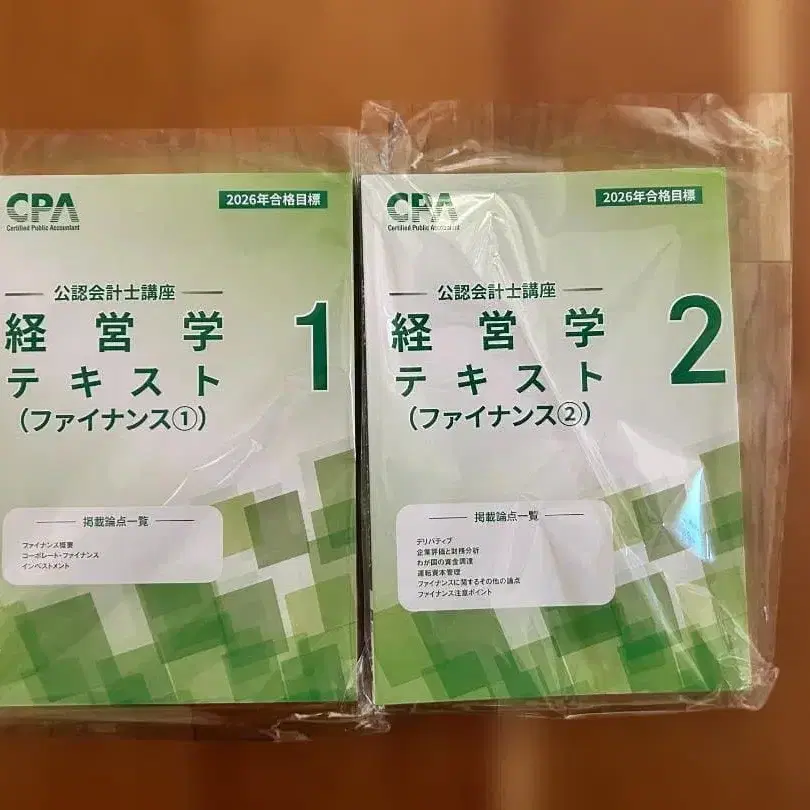 CPA
Certified Public Accountant
2026年合格目標
公認会計士講座
経営学
テキスト
(ファイナンス①)
1
掲載論点一覧
ファイナンス概要
コーポレート・ファイナンス
インベストメント
CPA
Certified Public Accountant
2026年合格目標
公認会計士講座
経営学
テキスト
(ファイナンス②)
2
掲載論点一覧
デリバティブ
企業評価と財務分析
わが国の資金調達
運転資本管理
ファイナンスに関するその他の論点
ファイナンス注意ポイント